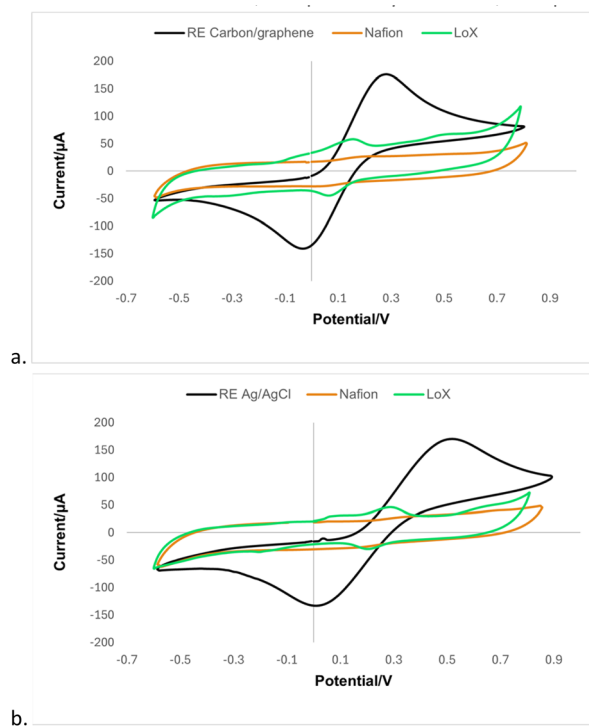 RE Carbon/graphene Nafion LoX
200
150
100
50
0
-50
-100
-150
-200
Current/µA
-0.7 -0.5 -0.3 -0.1 0.1 0.3 0.5 0.7 0.9
Potential/V
a.
RE Ag/AgCl Nafion LoX
200
150
100
50
0
-50
-100
-150
-200
Current/µA
-0.7 -0.5 -0.3 -0.1 0.1 0.3 0.5 0.7 0.9
Potential/V
b.